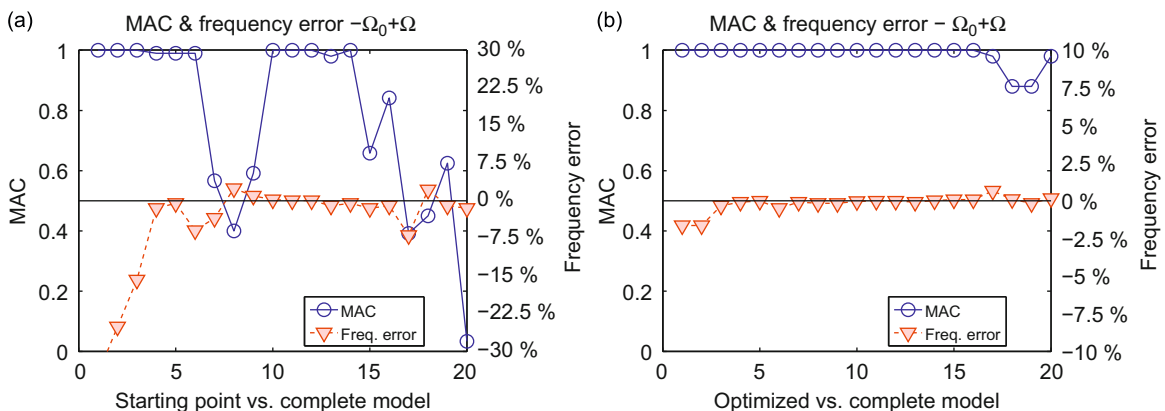 (a)
MAC & frequency error −Ω₀+Ω
1
0.8
0.6
0.4
0.2
0
MAC
30 %
22.5 %
15 %
7.5 %
0 %
−7.5 %
−15 %
−22.5 %
−30 %
Frequency error
MAC
Freq. error
0
5
10
15
20
Starting point vs. complete model
(b)
MAC & frequency error − Ω₀+Ω
1
0.8
0.6
0.4
0.2
0
MAC
10 %
7.5 %
5 %
2.5 %
0 %
−2.5 %
−5 %
−7.5 %
−10 %
Frequency error
MAC
Freq. error
0
5
10
15
20
Optimized vs. complete model